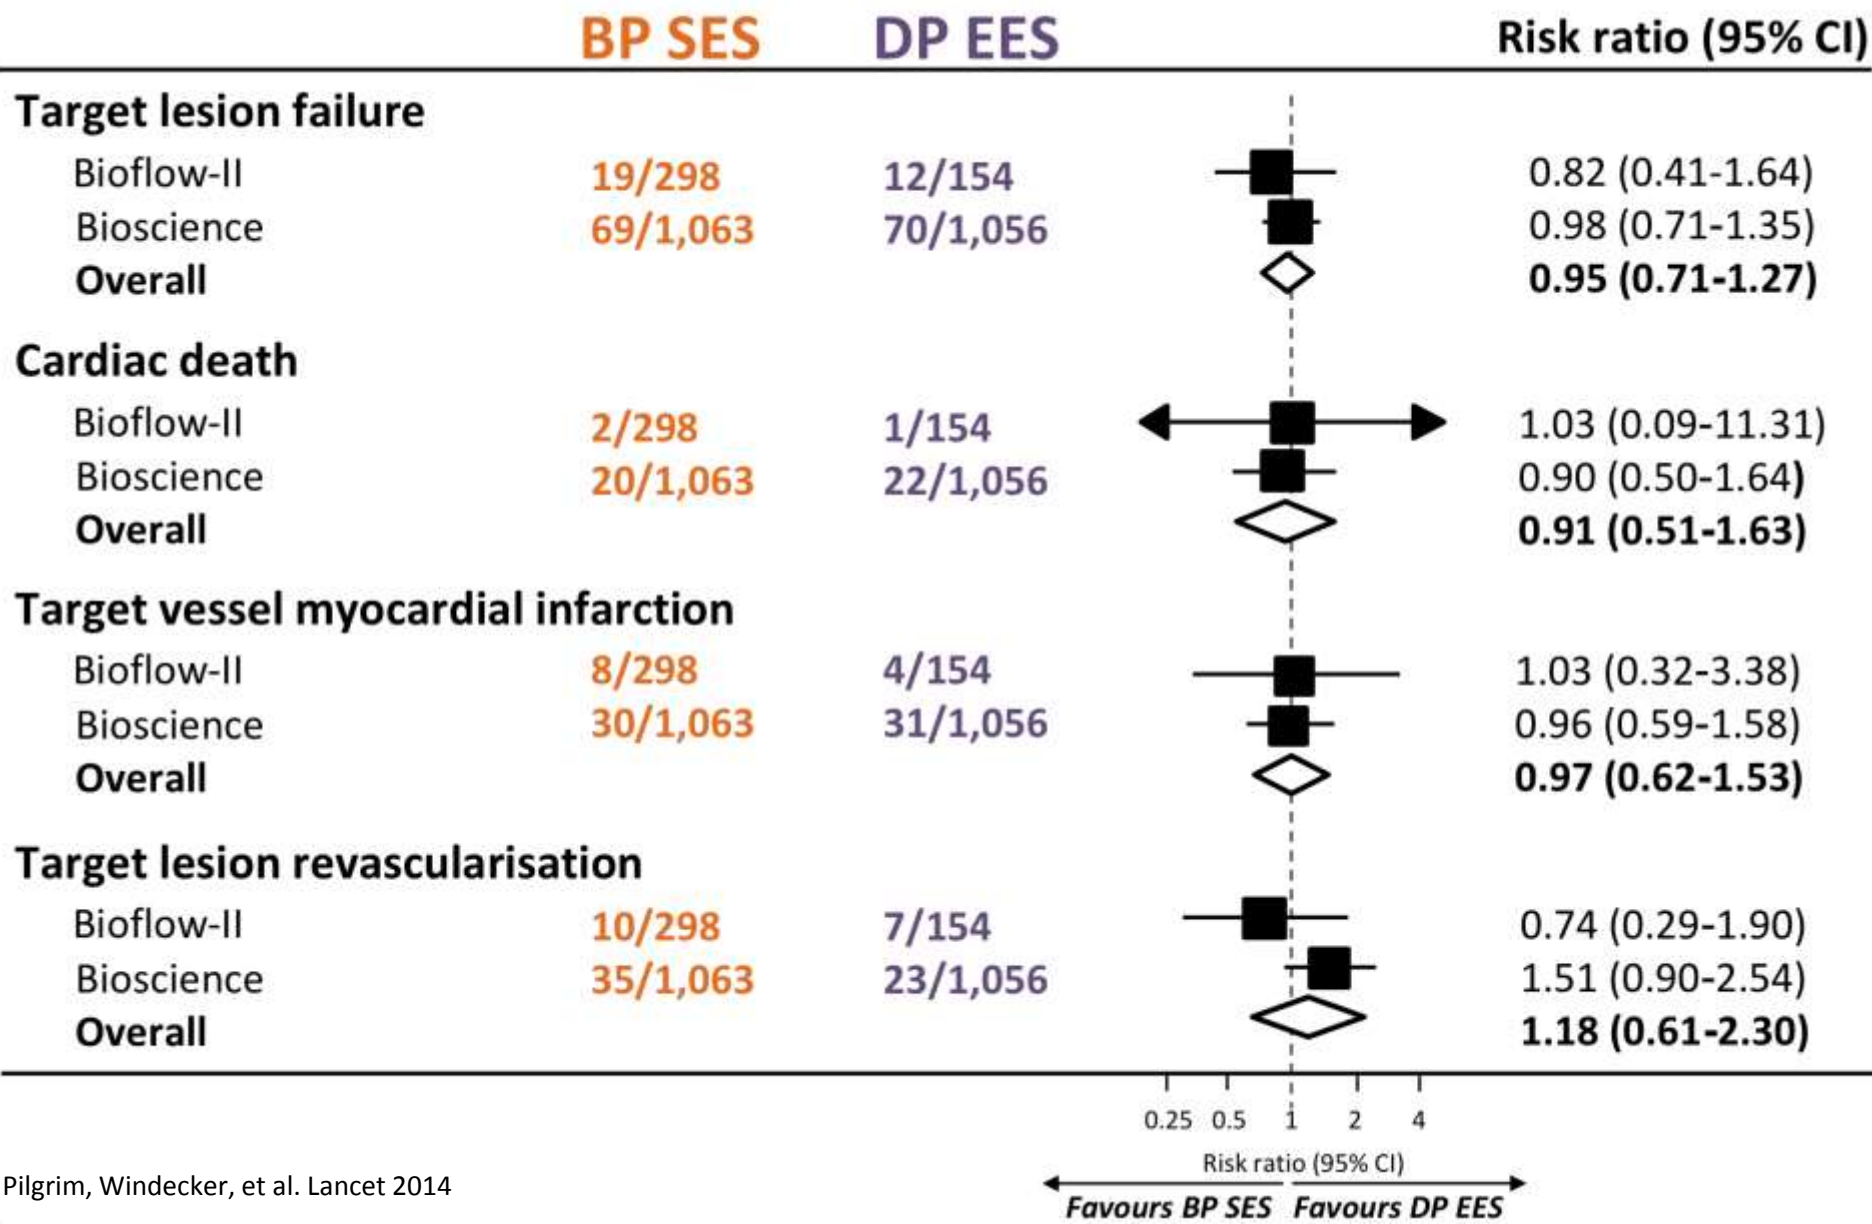 BP SES DP EES Risk ratio (95% CI)
Target lesion failure
Bioflow-II 19/298 12/154 0.82 (0.41-1.64)
Bioscience 69/1,063 70/1,056 0.98 (0.71-1.35)
Overall 0.95 (0.71-1.27)
Cardiac death
Bioflow-II 2/298 1/154 1.03 (0.09-11.31)
Bioscience 20/1,063 22/1,056 0.90 (0.50-1.64)
Overall 0.91 (0.51-1.63)
Target vessel myocardial infarction
Bioflow-II 8/298 4/154 1.03 (0.32-3.38)
Bioscience 30/1,063 31/1,056 0.96 (0.59-1.58)
Overall 0.97 (0.62-1.53)
Target lesion revascularisation
Bioflow-II 10/298 7/154 0.74 (0.29-1.90)
Bioscience 35/1,063 23/1,056 1.51 (0.90-2.54)
Overall 1.18 (0.61-2.30)
0.25 0.5 1 2 4
Risk ratio (95% CI)
Pilgrim, Windecker, et al. Lancet 2014
Favours BP SES Favours DP EES